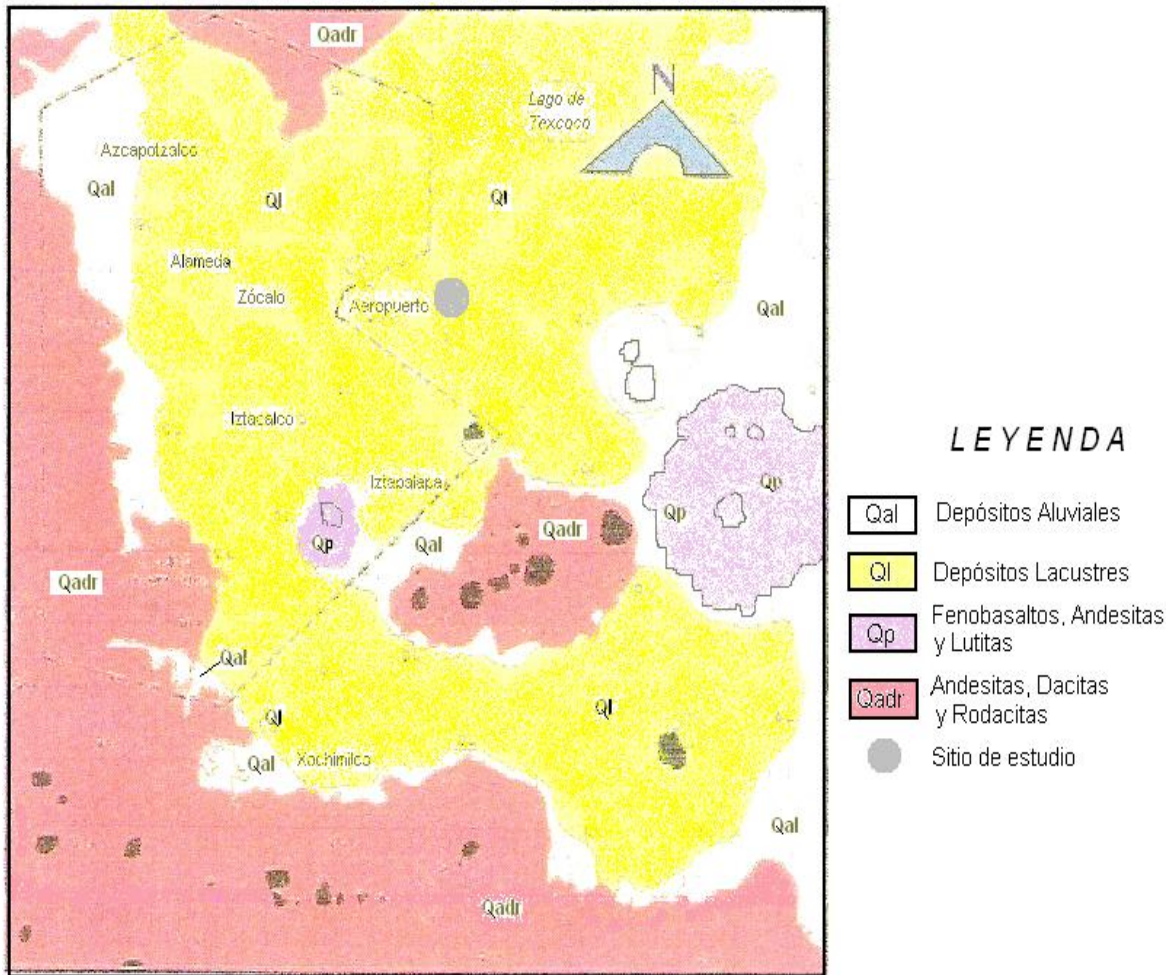 Qadr
N
Lago de
Texcoco
Azcapotzalco
Qal
Ql
Ql
Alameda
Zócalo
Aeropuerto
Qal
Iztacalco
Iztapalapa
Qp
Qp
Qp
Qal
Qadr
Qadr
Qal
Ql
Ql
Qal
Xochimilco
Qal
Qadr
LEYENDA
Qal Depósitos Aluviales
Ql Depósitos Lacustres
Qp Fenobasaltos, Andesitas
y Lutitas
Qadr Andesitas, Dacitas
y Rodacitas
Sitio de estudio